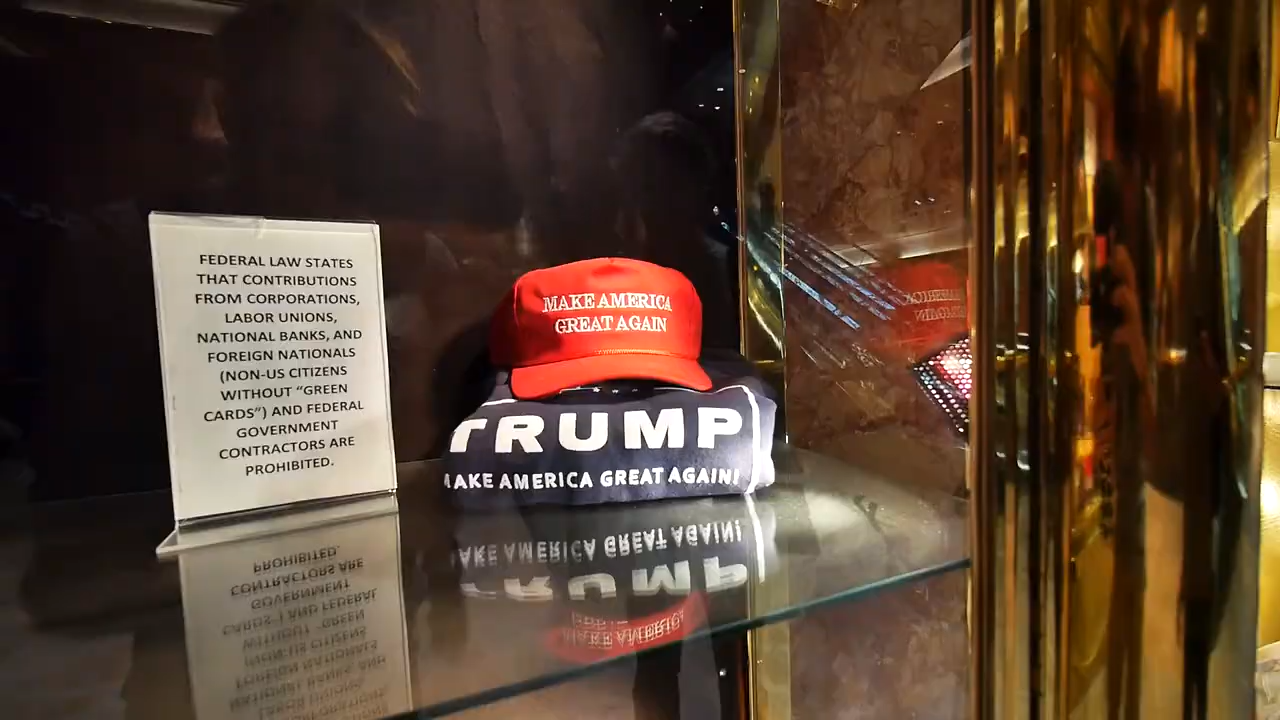 FEDERAL LAW STATES
THAT CONTRIBUTIONS
FROM CORPORATIONS,
LABOR UNIONS,
NATIONAL BANKS, AND
FOREIGN NATIONALS
(NON-US CITIZENS
WITHOUT “GREEN
CARDS”) AND FEDERAL
GOVERNMENT
CONTRACTORS ARE
PROHIBITED.
MAKE AMERICA
GREAT AGAIN
TRUMP
MAKE AMERICA GREAT AGAIN!